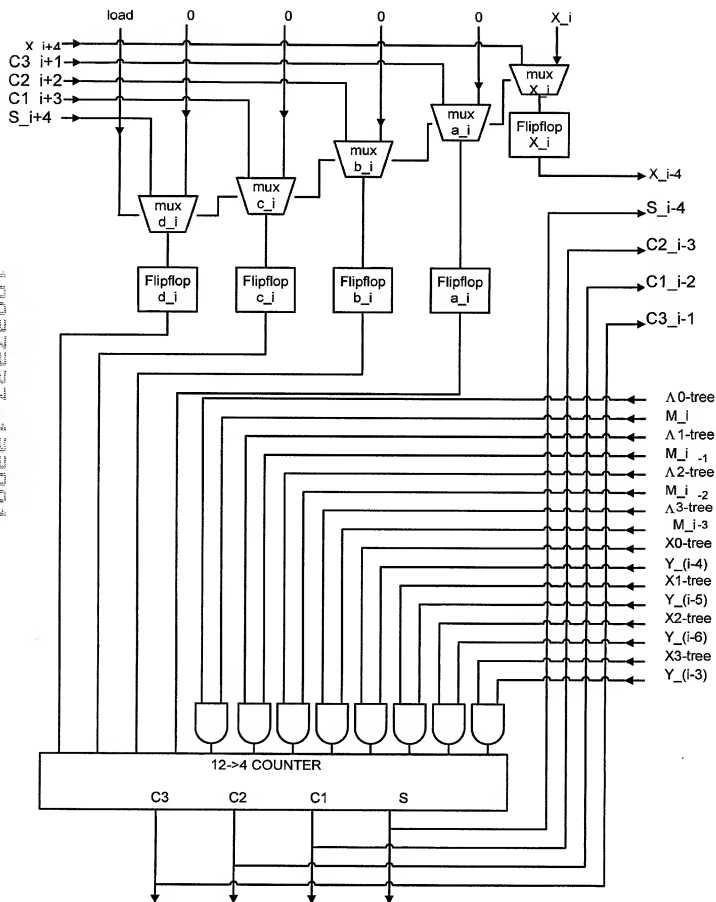 load 0 0 0 0 X_i
X_i+4
C3 i+1
C2 i+2
C1 i+3
S_i+4
mux X_i
mux a_i
mux b_i
mux c_i
mux d_i
Flipflop X_i
X_i-4
S_i-4
C2_i-3
C1_i-2
C3_i-1
Flipflop d_i
Flipflop c_i
Flipflop b_i
Flipflop a_i
Λ0-tree
M_i
Λ1-tree
M_i -1
Λ2-tree
M_i -2
Λ3-tree
M_i-3
X0-tree
Y_(i-4)
X1-tree
Y_(i-5)
X2-tree
Y_(i-6)
X3-tree
Y_(i-3)
12->4 COUNTER
C3 C2 C1 S